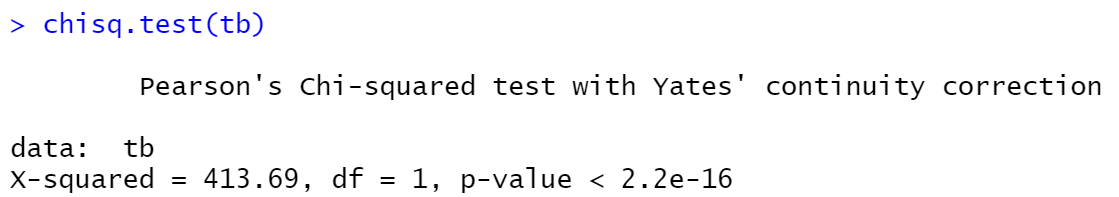 > chisq.test(tb)
Pearson's Chi-squared test with Yates' continuity correction
data:  tb
X-squared = 413.69, df = 1, p-value < 2.2e-16